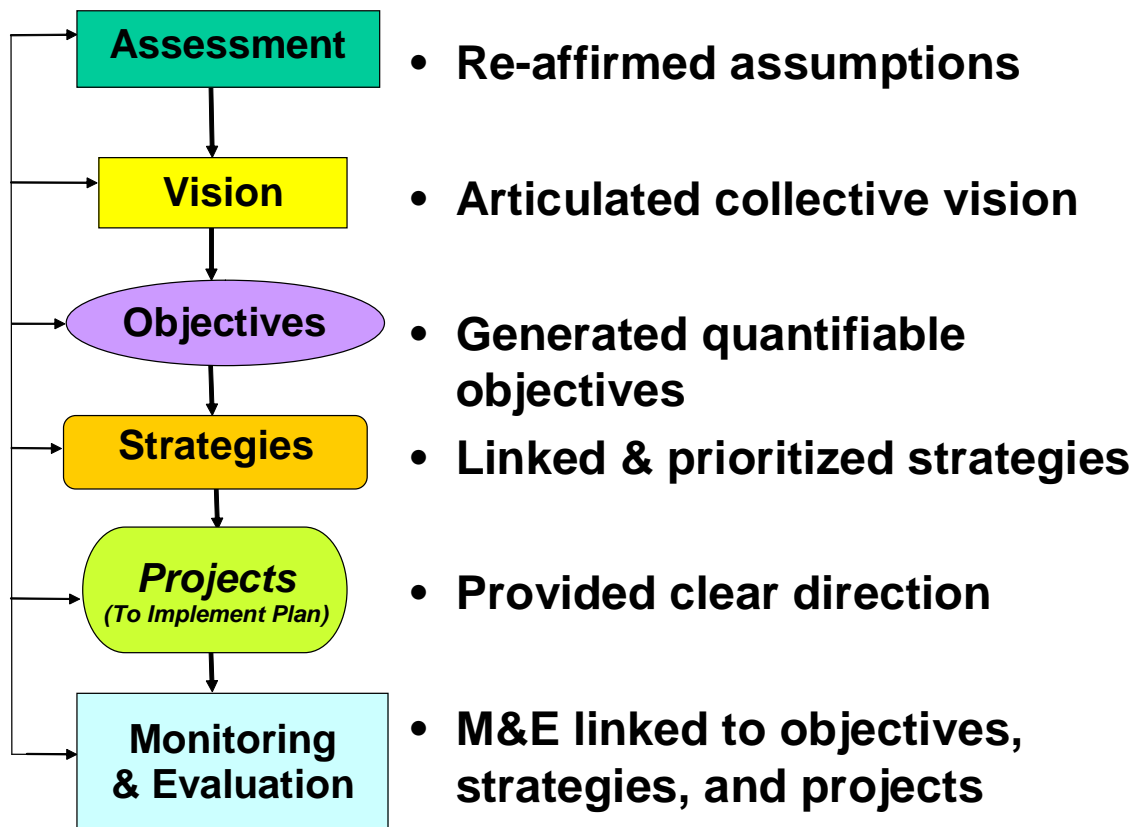 Assessment
• Re-affirmed assumptions
Vision
• Articulated collective vision
Objectives
• Generated quantifiable
objectives
Strategies
• Linked & prioritized strategies
Projects
(To Implement Plan)
• Provided clear direction
Monitoring
& Evaluation
• M&E linked to objectives,
strategies, and projects